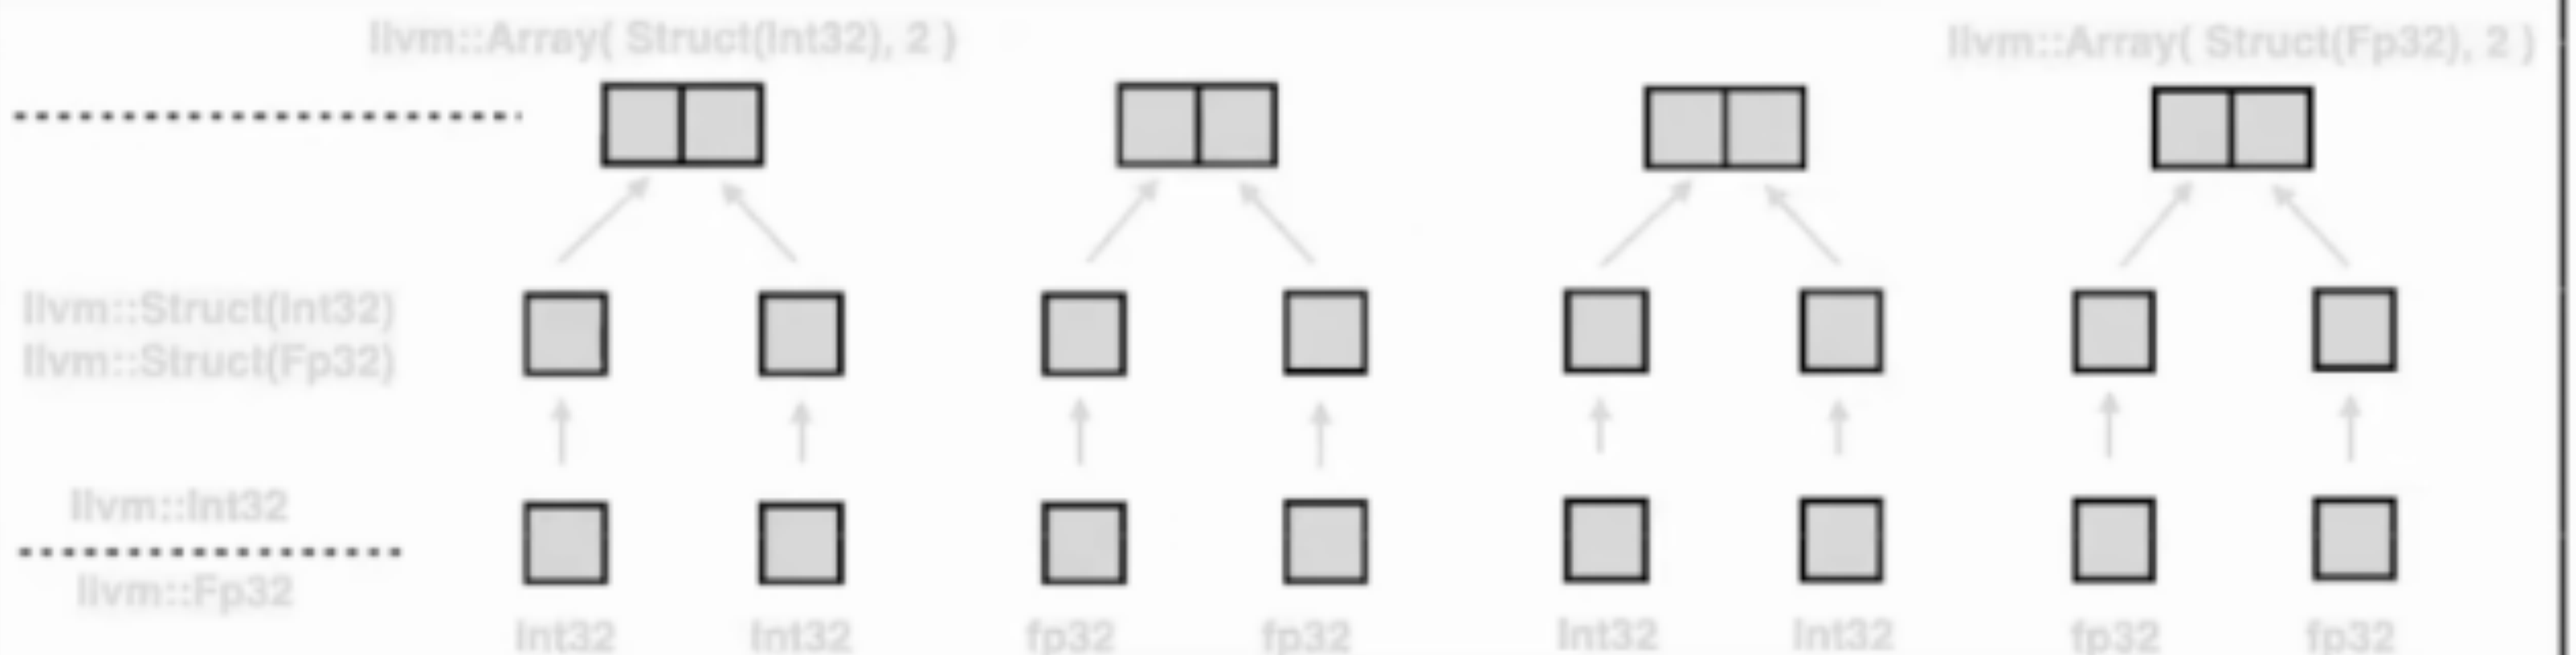 llvm::Array( Struct(Int32), 2 )
llvm::Array( Struct(Fp32), 2 )
llvm::Struct(Int32)
llvm::Struct(Fp32)
llvm::Int32
llvm::Fp32
Int32 Int32 fp32 fp32 Int32 Int32 fp32 fp32